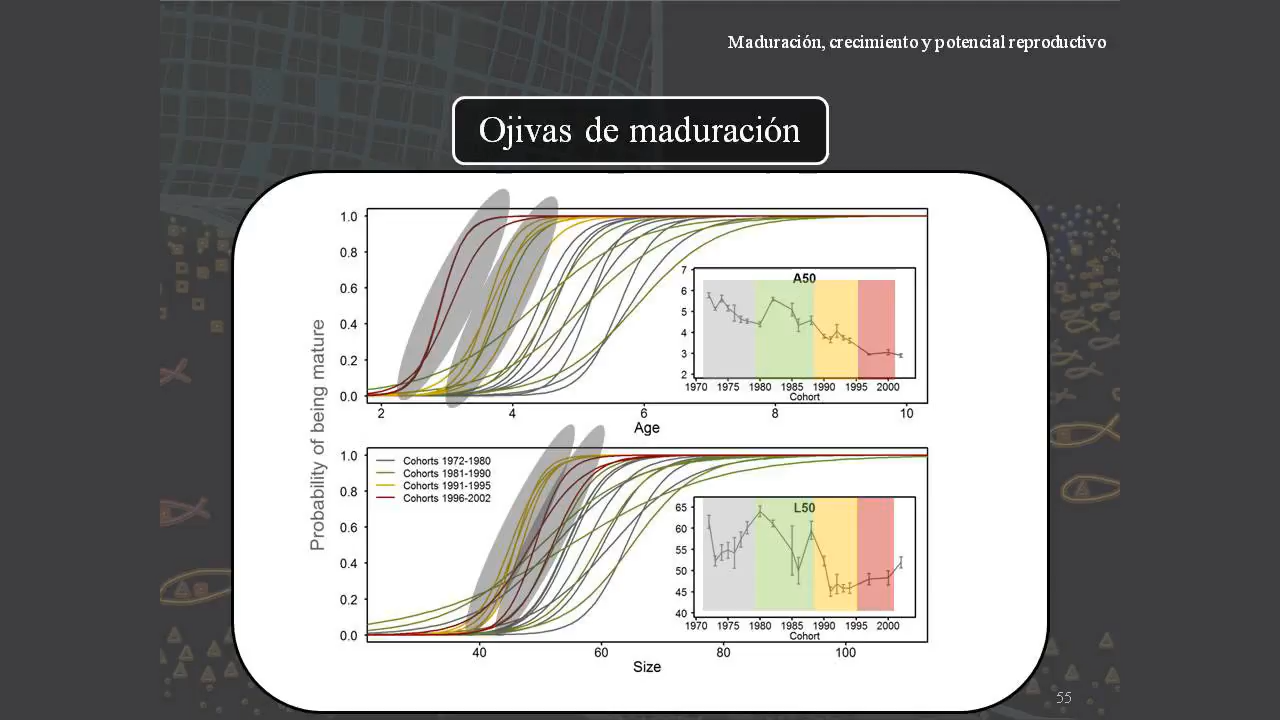 Maduración, crecimiento y potencial reproductivo
Ojivas de maduración
Probability of being mature
1.0
0.8
0.6
0.4
0.2
0.0
2 4 6 8 10
Age
A50
7
6
5
4
3
2
1970 1975 1980 1985 1990 1995 2000
Cohort
1.0
0.8
0.6
0.4
0.2
0.0
Cohorts 1972-1980
Cohorts 1981-1990
Cohorts 1991-1995
Cohorts 1996-2002
40 60 80 100
Size
L50
65
60
55
50
45
40
1970 1975 1980 1985 1990 1995 2000
Cohort
55